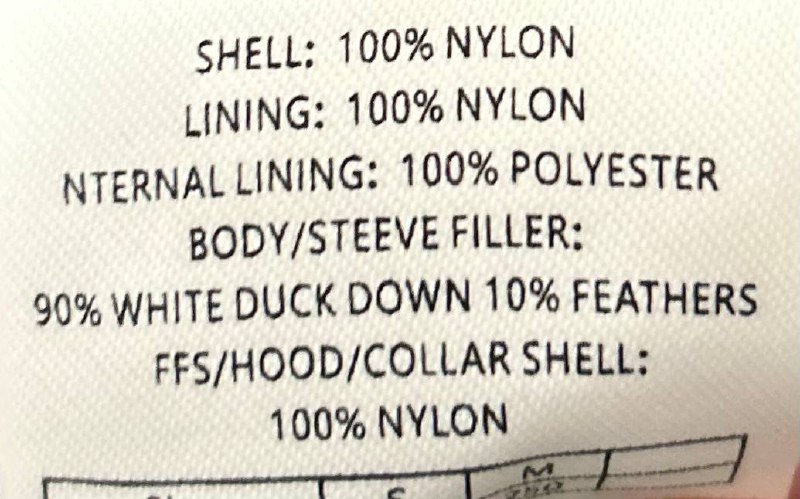 SHELL: 100% NYLON
LINING: 100% NYLON
NTERNAL LINING: 100% POLYESTER
BODY/STEEVE FILLER:
90% WHITE DUCK DOWN 10% FEATHERS
FFS/HOOD/COLLAR SHELL:
100% NYLON
M